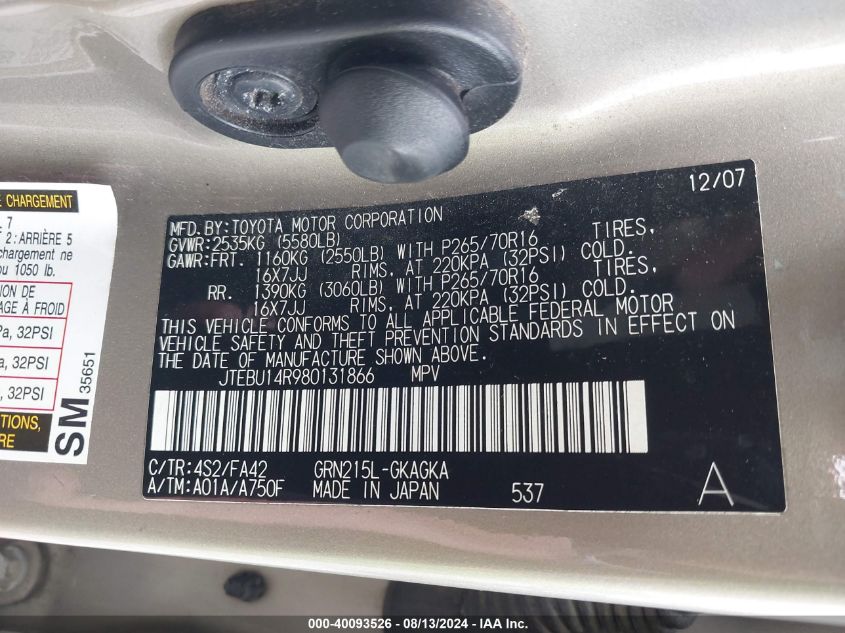 E CHARGEMENT
7
2 : ARRIÈRE 5
chargement ne
ou 1050 lb.
ION DE
AGE À FROID
Pa, 32PSI
a, 32PSI
, 32PSI
TIONS,
RE
SM 35651
12/07
MFD. BY: TOYOTA MOTOR CORPORATION
GVWR: 2535KG (5580LB)
GAWR: FRT. 1160KG (2550LB) WITH P265/70R16 TIRES,
16X7JJ RIMS, AT 220KPA (32PSI) COLD.
RR. 1390KG (3060LB) WITH P265/70R16 TIRES,
16X7JJ RIMS, AT 220KPA (32PSI) COLD.
THIS VEHICLE CONFORMS TO ALL APPLICABLE FEDERAL MOTOR
VEHICLE SAFETY AND THEFT PREVENTION STANDARDS IN EFFECT ON
THE DATE OF MANUFACTURE SHOWN ABOVE.
JTEBU14R980131866 MPV
C/TR: 4S2/FA42 GRN215L-GKAGKA
A/TM: A01A/A750F MADE IN JAPAN 537 A
000-40093526 - 08/13/2024 - IAA Inc.